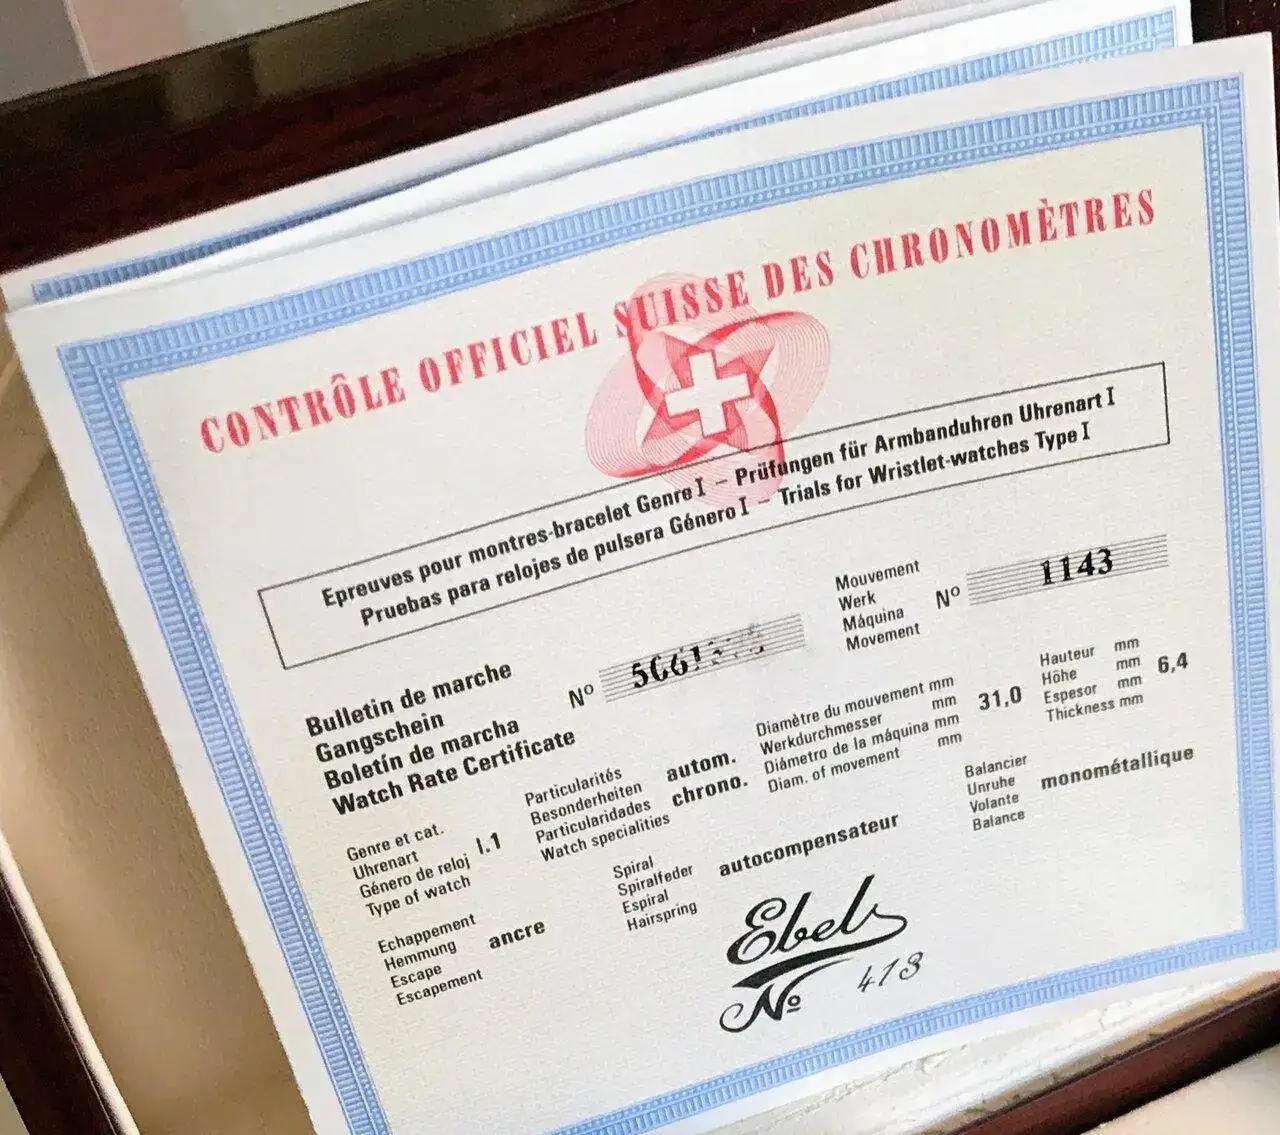 CONTRÔLE OFFICIEL SUISSE DES CHRONOMÈTRES
Epreuves pour montres-bracelet Genre I – Prüfungen für Armbanduhren Uhrenart I
Pruebas para relojes de pulsera Género I – Trials for Wristlet-watches Type I
Bulletin de marche
Gangschein
Boletín de marcha
Watch Rate Certificate
Nº
Mouvement
Werk
Máquina
Movement
Nº 1143
Genre et cat.
Uhrenart
Género de reloj
Type of watch
I.1
Particularités
Besonderheiten
Particularidades
Watch specialities
autom.
chrono.
Diamètre du mouvement mm
Werkdurchmesser mm
Diámetro de la máquina mm
Diam. of movement mm
31,0
Hauteur mm
Höhe mm
Espesor mm
Thickness mm
6,4
Echappement
Hemmung
Escape
Escapement
ancre
Spiral
Spiralfeder
Espiral
Hairspring
autocompensateur
Balancier
Unruhe
Volante
Balance
monométallique
Ebel
Nº 413